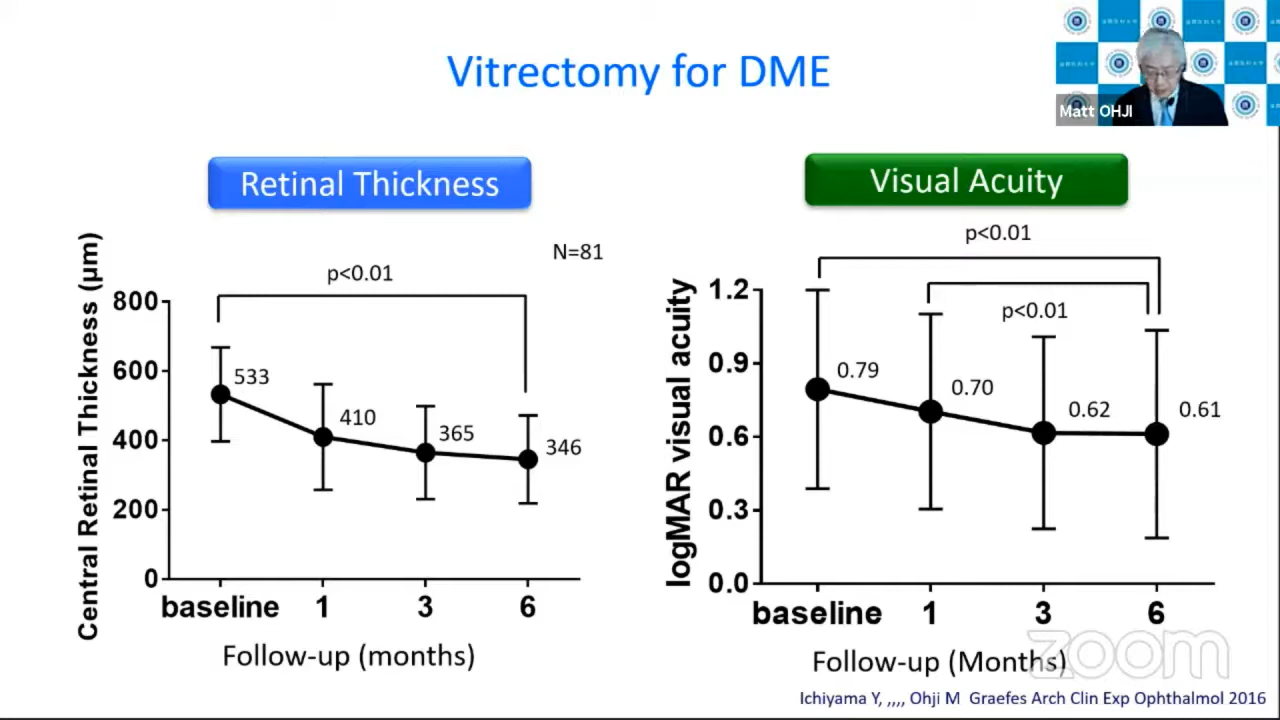 Vitrectomy for DME
Matt OHJI
Retinal Thickness
Visual Acuity
N=81
p<0.01
Central Retinal Thickness (µm)
800
600
400
200
0
533
410
365
346
baseline 1 3 6
Follow-up (months)
p<0.01
p<0.01
logMAR visual acuity
1.2
0.9
0.6
0.3
0.0
0.79
0.70
0.62
0.61
baseline 1 3 6
Follow-up (Months)
zoom
Ichiyama Y, ,,,, Ohji M Graefes Arch Clin Exp Ophthalmol 2016